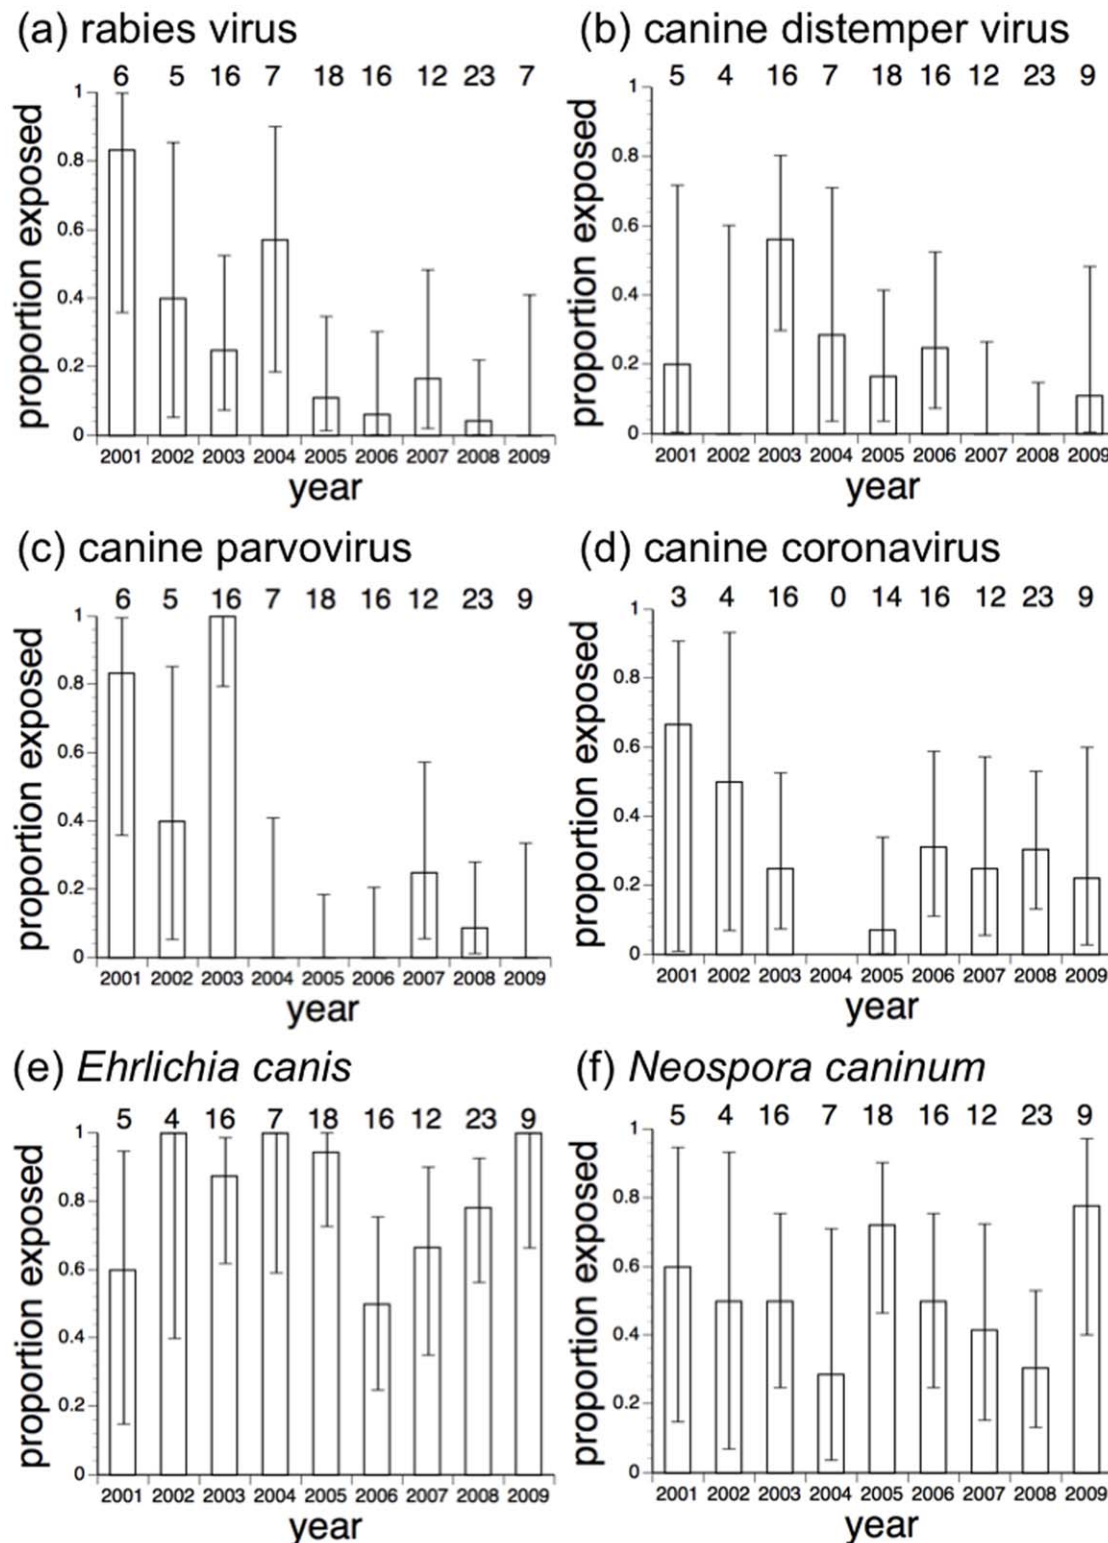 (a) rabies virus
6 5 16 7 18 16 12 23 7
proportion exposed
1
0.8
0.6
0.4
0.2
0
2001 2002 2003 2004 2005 2006 2007 2008 2009
year
(b) canine distemper virus
5 4 16 7 18 16 12 23 9
proportion exposed
1
0.8
0.6
0.4
0.2
0
2001 2002 2003 2004 2005 2006 2007 2008 2009
year
(c) canine parvovirus
6 5 16 7 18 16 12 23 9
proportion exposed
1
0.8
0.6
0.4
0.2
0
2001 2002 2003 2004 2005 2006 2007 2008 2009
year
(d) canine coronavirus
3 4 16 0 14 16 12 23 9
proportion exposed
1
0.8
0.6
0.4
0.2
0
2001 2002 2003 2004 2005 2006 2007 2008 2009
year
(e) Ehrlichia canis
5 4 16 7 18 16 12 23 9
proportion exposed
1
0.8
0.6
0.4
0.2
0
2001 2002 2003 2004 2005 2006 2007 2008 2009
year
(f) Neospora caninum
5 4 16 7 18 16 12 23 9
proportion exposed
1
0.8
0.6
0.4
0.2
0
2001 2002 2003 2004 2005 2006 2007 2008 2009
year